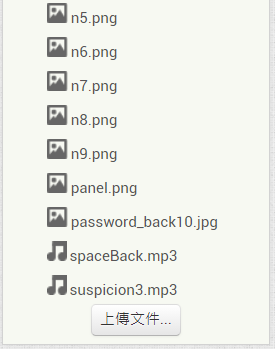 n5.png
n6.png
n7.png
n8.png
n9.png
panel.png
password_back10.jpg
spaceBack.mp3
suspicion3.mp3
上傳文件...